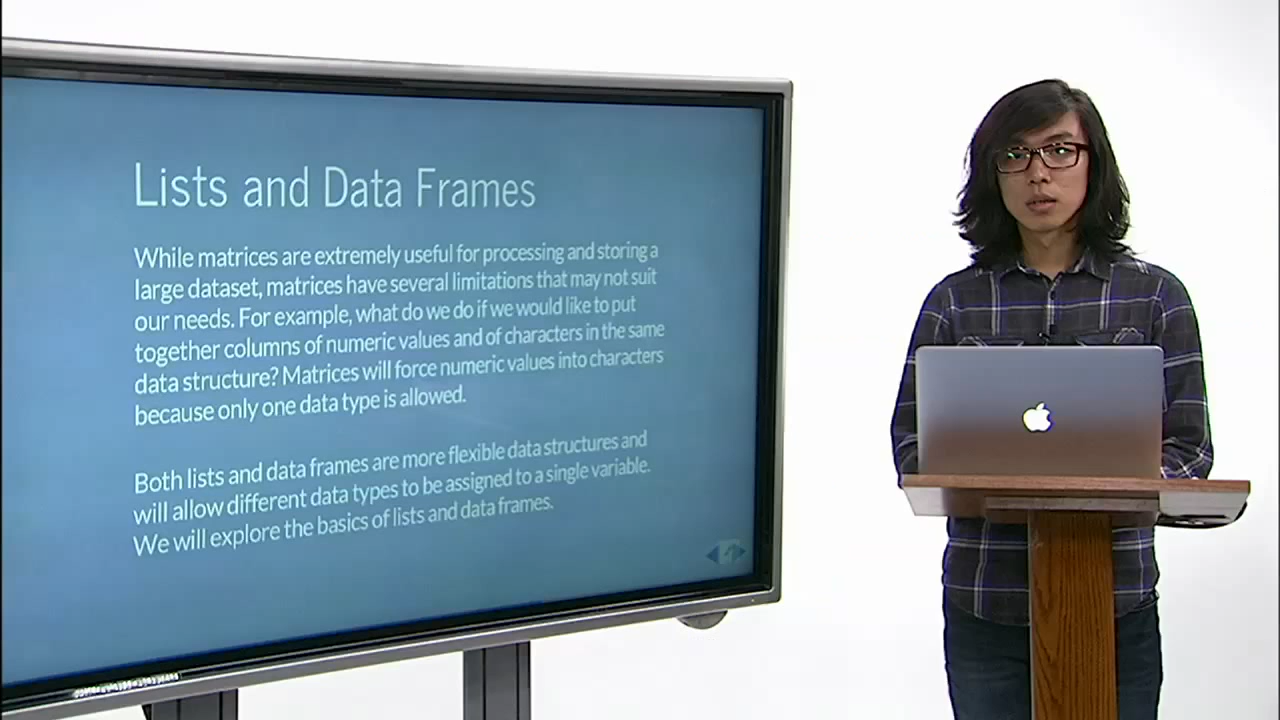 Lists and Data Frames
While matrices are extremely useful for processing and storing a
large dataset, matrices have several limitations that may not suit
our needs. For example, what do we do if we would like to put
together columns of numeric values and of characters in the same
data structure? Matrices will force numeric values into characters
because only one data type is allowed.
Both lists and data frames are more flexible data structures and
will allow different data types to be assigned to a single variable.
We will explore the basics of lists and data frames.